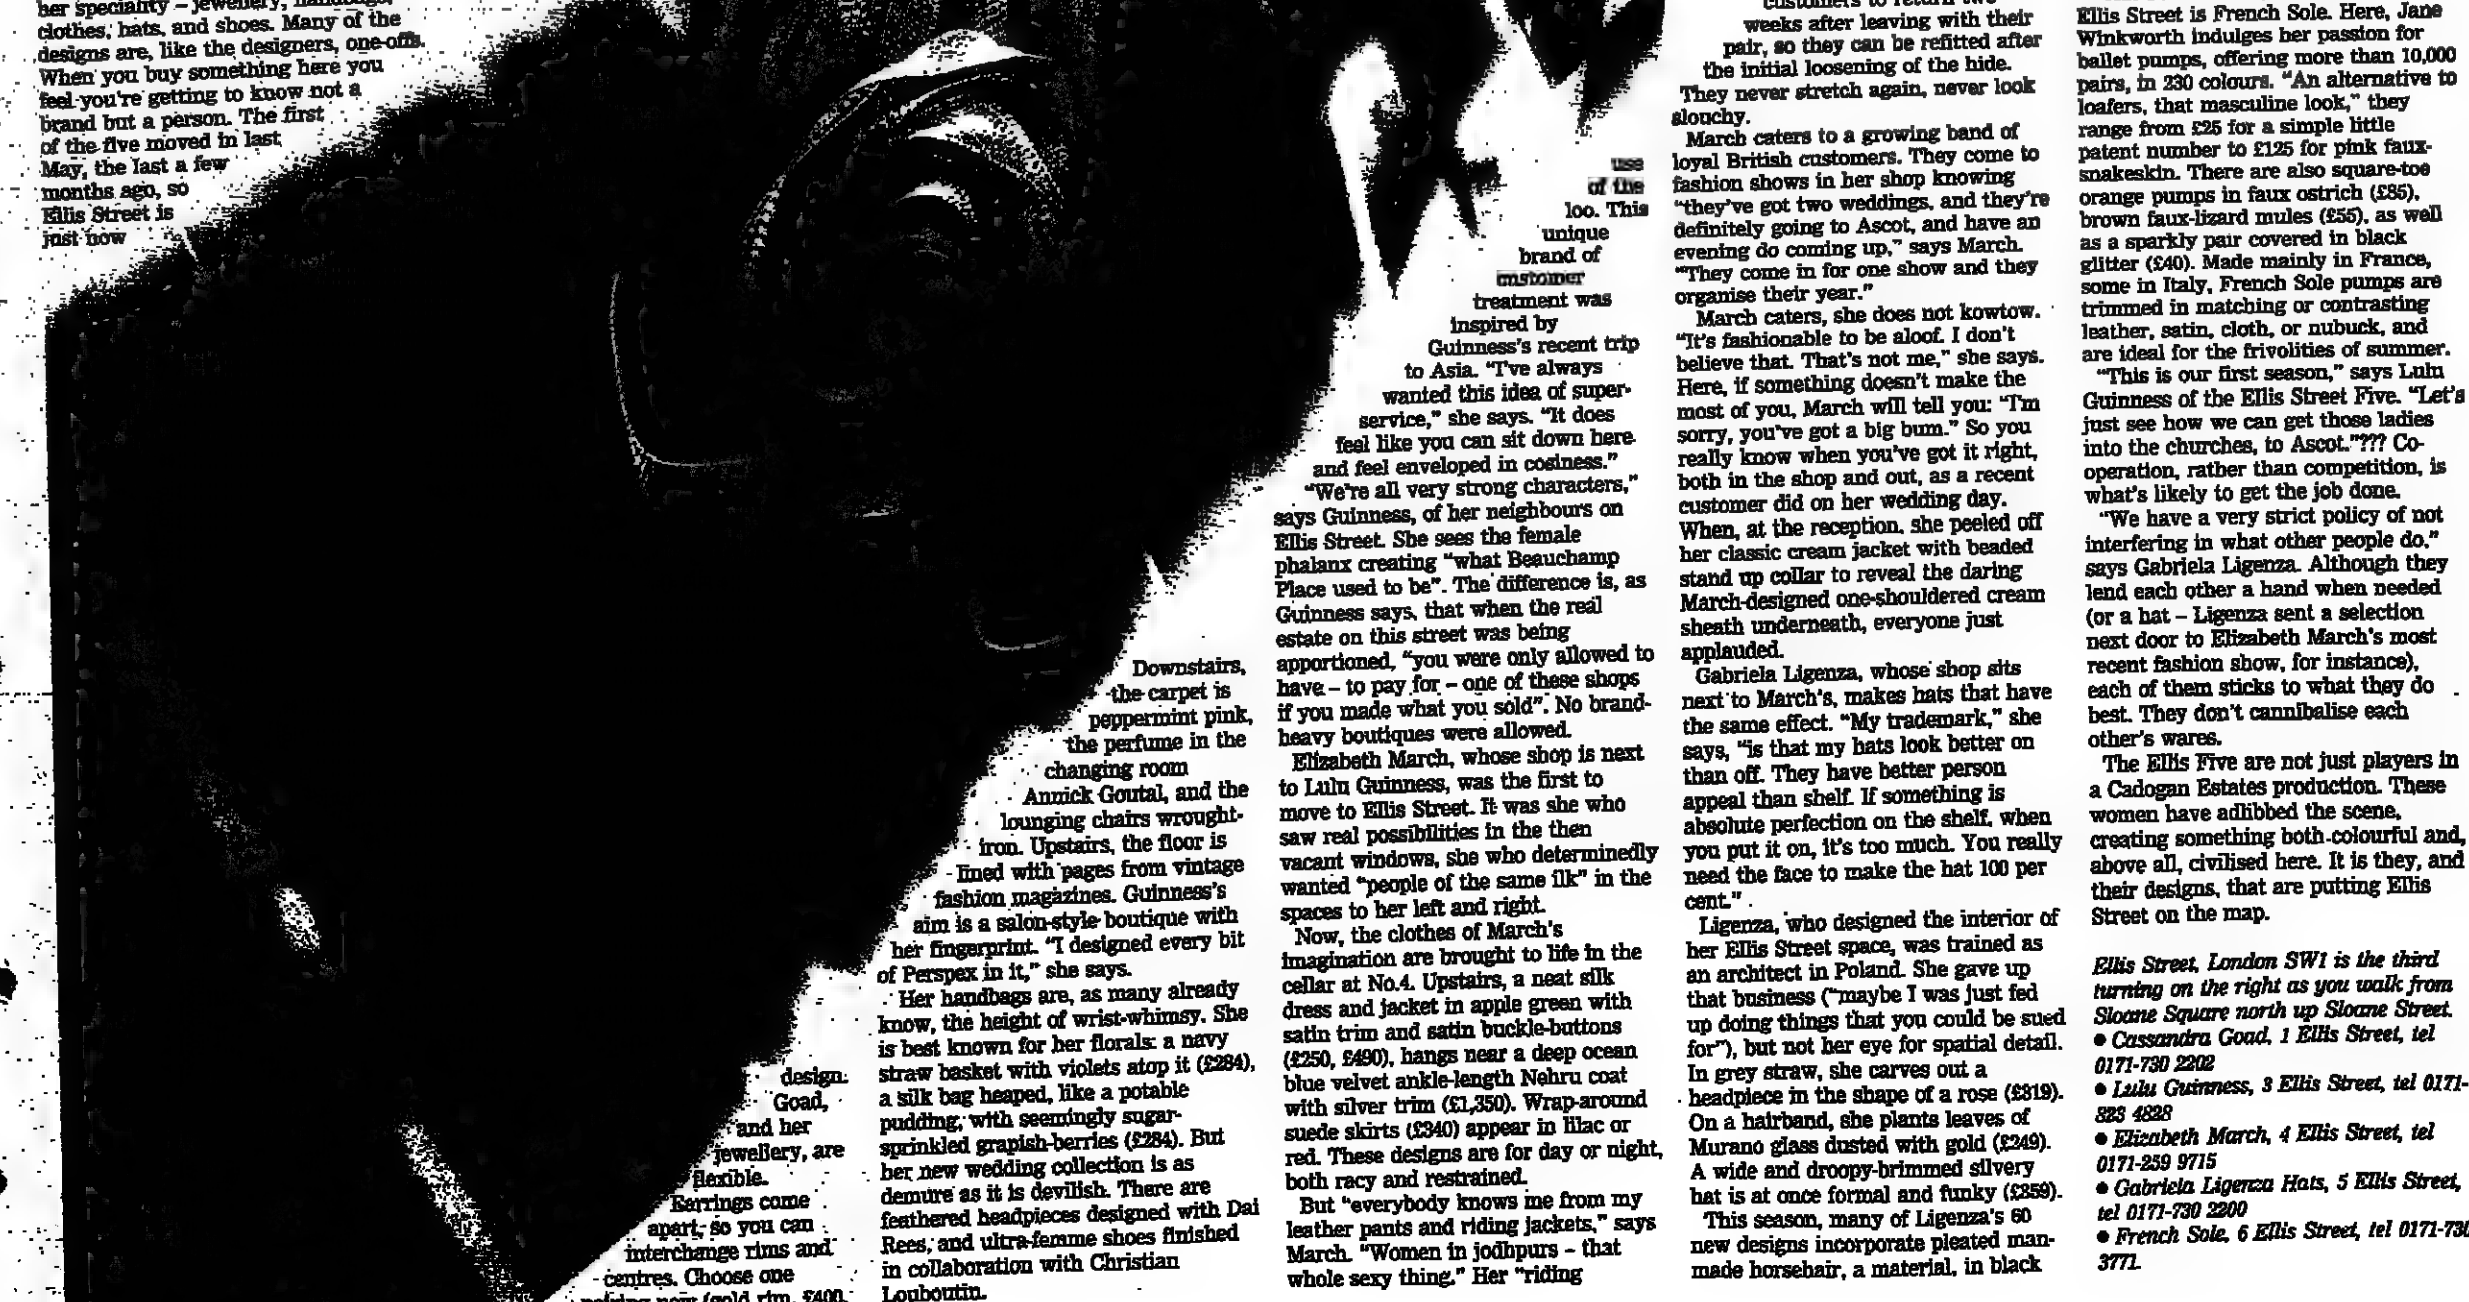 her speciality – jewellery, handbags,
clothes, hats, and shoes. Many of the
designs are, like the designers, one-offs.
When you buy something here you
feel you're getting to know not a
brand but a person. The first
of the five moved in last
May, the last a few
months ago, so
Ellis Street is
just now
design.
Goad,
and her
jewellery, are
flexible.
Earrings come
apart, so you can
interchange rims and
centres. Choose one
(gold rim, £400,
Downstairs,
the carpet is
peppermint pink,
the perfume in the
changing room
Annick Goutal, and the
lounging chairs wrought-
iron. Upstairs, the floor is
lined with pages from vintage
fashion magazines. Guinness's
aim is a salon-style boutique with
her fingerprint. "I designed every bit
of Perspex in it," she says.
Her handbags are, as many already
know, the height of wrist-whimsy. She
is best known for her florals: a navy
straw basket with violets atop it (£284),
a silk bag heaped, like a potable
pudding, with seemingly sugar-
sprinkled grapish-berries (£284). But
her new wedding collection is as
demure as it is devilish. There are
feathered headpieces designed with Dai
Rees, and ultra-femme shoes finished
in collaboration with Christian
Louboutin.
use
of the
loo. This
unique
brand of
customer
treatment was
inspired by
Guinness's recent trip
to Asia. "I've always
wanted this idea of super-
service," she says. "It does
feel like you can sit down here
and feel enveloped in cosiness."
"We're all very strong characters,"
says Guinness, of her neighbours on
Ellis Street. She sees the female
phalanx creating "what Beauchamp
Place used to be". The difference is, as
Guinness says, that when the real
estate on this street was being
apportioned, "you were only allowed to
have – to pay for – one of these shops
if you made what you sold". No brand-
heavy boutiques were allowed.
Elizabeth March, whose shop is next
to Lulu Guinness, was the first to
move to Ellis Street. It was she who
saw real possibilities in the then
vacant windows, she who determinedly
wanted "people of the same ilk" in the
spaces to her left and right.
Now, the clothes of March's
imagination are brought to life in the
cellar at No.4. Upstairs, a neat silk
dress and jacket in apple green with
satin trim and satin buckle-buttons
(£250, £490), hangs near a deep ocean
blue velvet ankle-length Nehru coat
with silver trim (£1,350). Wrap-around
suede skirts (£340) appear in lilac or
red. These designs are for day or night,
both racy and restrained.
But "everybody knows me from my
leather pants and riding jackets," says
March. "Women in jodhpurs – that
whole sexy thing." Her "riding
customers to return two
weeks after leaving with their
pair, so they can be refitted after
the initial loosening of the hide.
They never stretch again, never look
slouchy.
March caters to a growing band of
loyal British customers. They come to
fashion shows in her shop knowing
"they've got two weddings, and they're
definitely going to Ascot, and have an
evening do coming up," says March.
"They come in for one show and they
organise their year."
March caters, she does not kowtow.
"It's fashionable to be aloof. I don't
believe that. That's not me," she says.
Here, if something doesn't make the
most of you, March will tell you: "I'm
sorry, you've got a big bum." So you
really know when you've got it right,
both in the shop and out, as a recent
customer did on her wedding day.
When, at the reception, she peeled off
her classic cream jacket with beaded
stand up collar to reveal the daring
March-designed one-shouldered cream
sheath underneath, everyone just
applauded.
Gabriela Ligenza, whose shop sits
next to March's, makes hats that have
the same effect. "My trademark," she
says, "is that my hats look better on
than off. They have better person
appeal than shelf. If something is
absolute perfection on the shelf, when
you put it on, it's too much. You really
need the face to make the hat 100 per
cent."
Ligenza, who designed the interior of
her Ellis Street space, was trained as
an architect in Poland. She gave up
that business ("maybe I was just fed
up doing things that you could be sued
for"), but not her eye for spatial detail.
In grey straw, she carves out a
headpiece in the shape of a rose (£319).
On a hairband, she plants leaves of
Murano glass dusted with gold (£249).
A wide and droopy-brimmed silvery
hat is at once formal and funky (£359).
This season, many of Ligenza's 60
new designs incorporate pleated man-
made horsehair, a material, in black
Ellis Street is French Sole. Here, Jane
Winkworth indulges her passion for
ballet pumps, offering more than 10,000
pairs, in 230 colours. "An alternative to
loafers, that masculine look," they
range from £25 for a simple little
patent number to £125 for pink faux-
snakeskin. There are also square-toe
orange pumps in faux ostrich (£85),
brown faux-lizard mules (£55), as well
as a sparkly pair covered in black
glitter (£40). Made mainly in France,
some in Italy, French Sole pumps are
trimmed in matching or contrasting
leather, satin, cloth, or nubuck, and
are ideal for the frivolities of summer.
"This is our first season," says Lulu
Guinness of the Ellis Street Five. "Let's
just see how we can get those ladies
into the churches, to Ascot."??? Co-
operation, rather than competition, is
what's likely to get the job done.
"We have a very strict policy of not
interfering in what other people do,"
says Gabriela Ligenza. Although they
lend each other a hand when needed
(or a hat – Ligenza sent a selection
next door to Elizabeth March's most
recent fashion show, for instance),
each of them sticks to what they do
best. They don't cannibalise each
other's wares.
The Ellis Five are not just players in
a Cadogan Estates production. These
women have adlibbed the scene,
creating something both colourful and,
above all, civilised here. It is they, and
their designs, that are putting Ellis
Street on the map.
Ellis Street, London SW1 is the third
turning on the right as you walk from
Sloane Square north up Sloane Street.
● Cassandra Goad, 1 Ellis Street, tel
0171-730 2202
● Lulu Guinness, 3 Ellis Street, tel 0171-
823 4828
● Elizabeth March, 4 Ellis Street, tel
0171-259 9715
● Gabriela Ligenza Hats, 5 Ellis Street,
tel 0171-730 2200
● French Sole, 6 Ellis Street, tel 0171-730
3771.